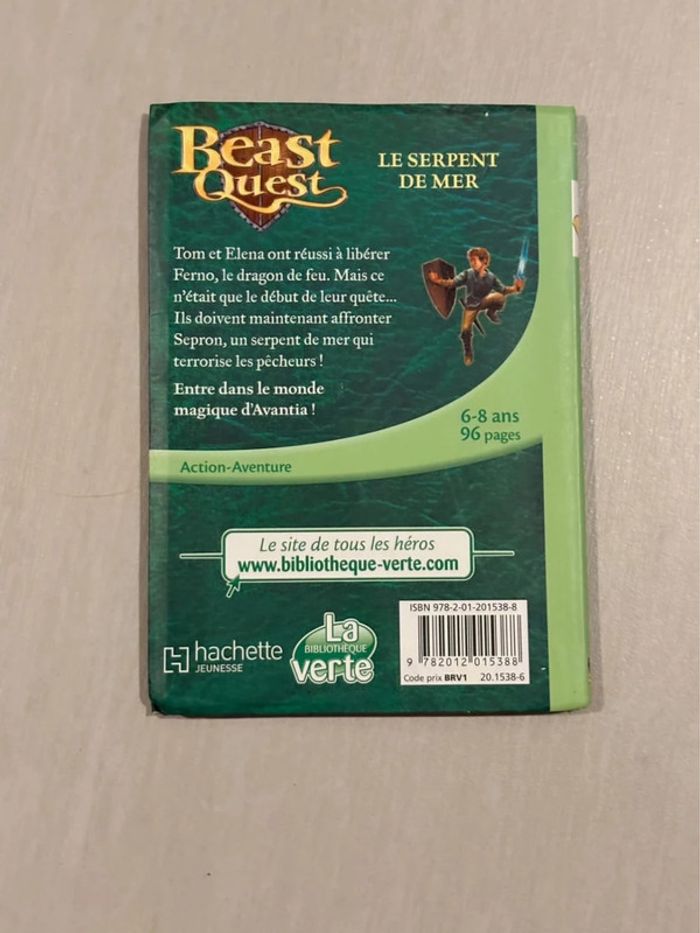 Beast
Quest
LE SERPENT
DE MER
Tom et Elena ont réussi à libérer
Ferno, le dragon de feu. Mais ce
n'était que le début de leur quête...
Ils doivent maintenant affronter
Sepron, un serpent de mer qui
terrorise les pêcheurs !
Entre dans le monde
magique d'Avantia !
6-8 ans
96 pages
Action-Aventure
Le site de tous les héros
www.bibliotheque-verte.com
hachette
JEUNESSE
La
BIBLIOTHÈQUE
verte
ISBN 978-2-01-201538-8
9 782012 015388
Code prix BRV1 20.1538-6